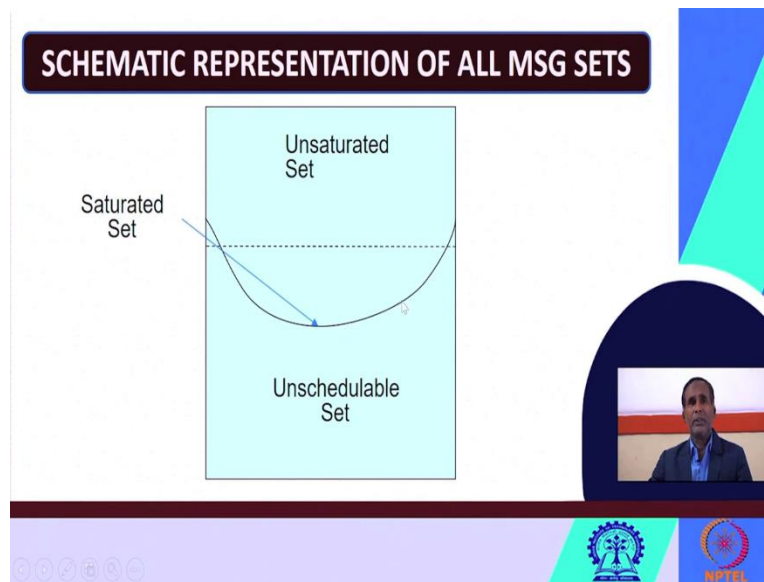 SCHEMATIC REPRESENTATION OF ALL MSG SETS
Unsaturated
Set
Saturated
Set
Unschedulable
Set
NPTEL